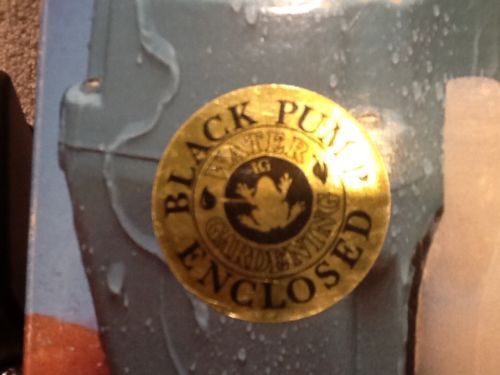 BLACK PUMP
WATER
IG
GARDENING
ENCLOSED